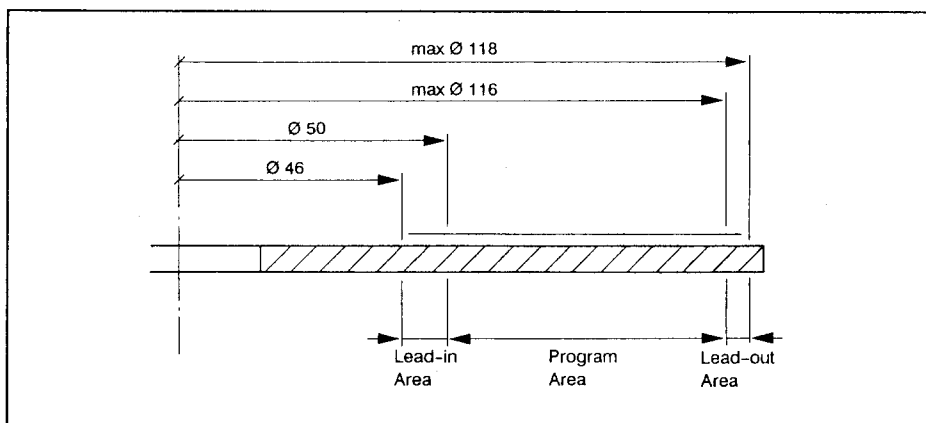 max Ø 118
max Ø 116
Ø 50
Ø 46
Lead-in
Area
Program
Area
Lead-out
Area